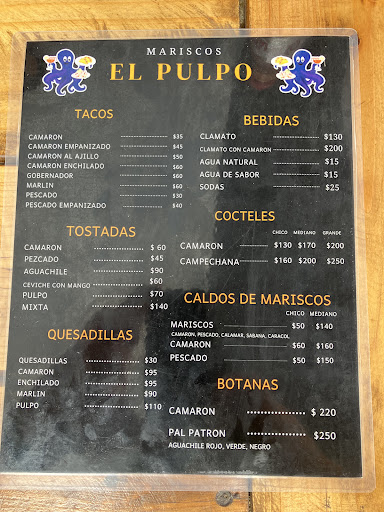 MARISCOS
EL PULPO
TACOS
CAMARON $35
CAMARON EMPANIZADO $45
CAMARON AL AJILLO $50
CAMARON ENCHILADO $60
GOBERNADOR $60
MARLIN $60
PESCADO $30
PESCADO EMPANIZADO $40
TOSTADAS
CAMARON $ 60
PEZCADO $45
AGUACHILE $90
CEVICHE CON MANGO $60
PULPO $70
MIXTA $140
QUESADILLAS
QUESADILLAS $30
CAMARON $95
ENCHILADO $95
MARLIN $90
PULPO $110
BEBIDAS
CLAMATO $130
CLAMATO CON CAMARON $200
AGUA NATURAL $15
AGUA DE SABOR $15
SODAS $25
COCTELES
CHICO MEDIANO GRANDE
CAMARON $130 $170 $200
CAMPECHANA $160 $200 $250
CALDOS DE MARISCOS
CHICO MEDIANO
MARISCOS $50 $140
CAMARON, PESCADO, CALAMAR, SABANA, CARACOL
CAMARON $60 $160
PESCADO $50 $150
BOTANAS
CAMARON $ 220
PAL PATRON $250
AGUACHILE ROJO, VERDE, NEGRO